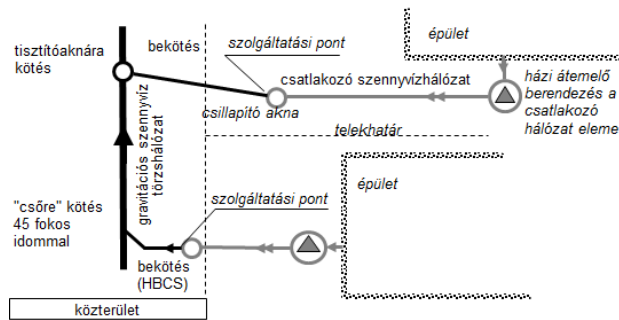 tisztítóaknára
kötés
bekötés
szolgáltatási pont
épület
csatlakozó szennyvízhálózat
csillapító akna
házi átemelő
berendezés a
csatlakozó
hálózat eleme
telekhatár
gravitációs szennyvíz
törzshálózat
épület
szolgáltatási pont
"csőre" kötés
45 fokos
idommal
bekötés
(HBCS)
közterület